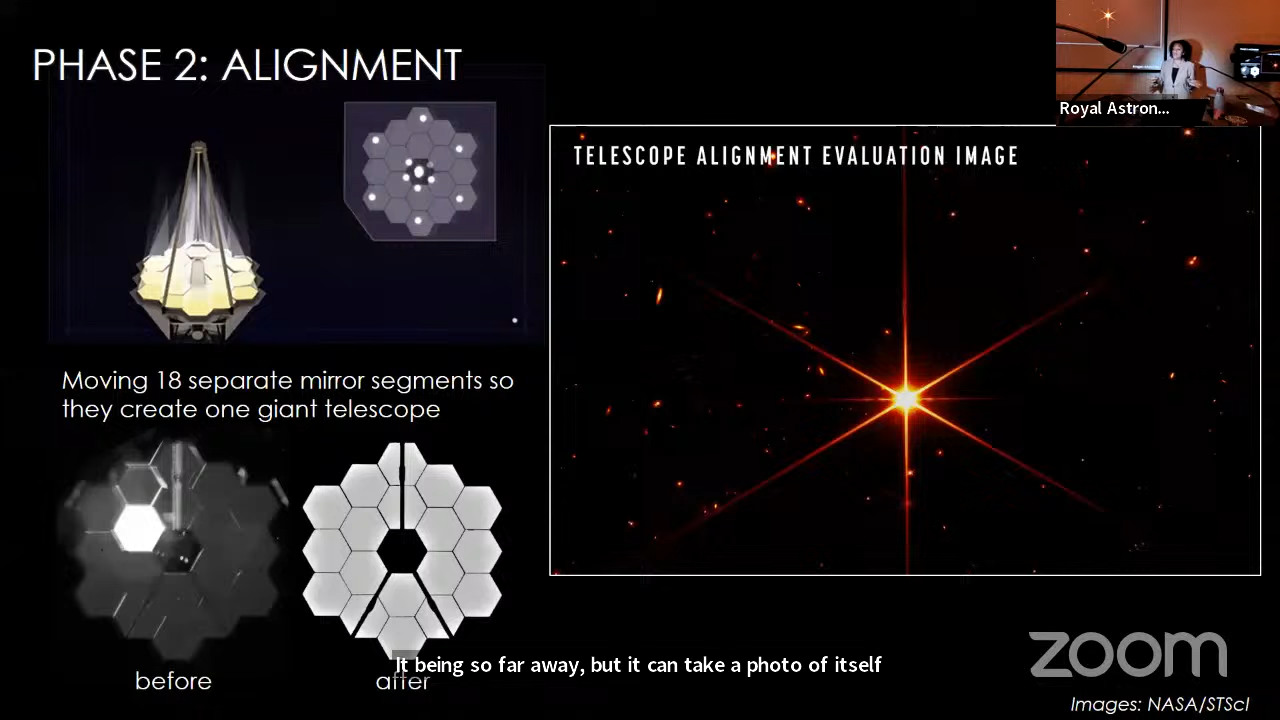 PHASE 2: ALIGNMENT
Royal Astron...
TELESCOPE ALIGNMENT EVALUATION IMAGE
Moving 18 separate mirror segments so
they create one giant telescope
It being so far away, but it can take a photo of itself
before
after
zoom
Images: NASA/STScI